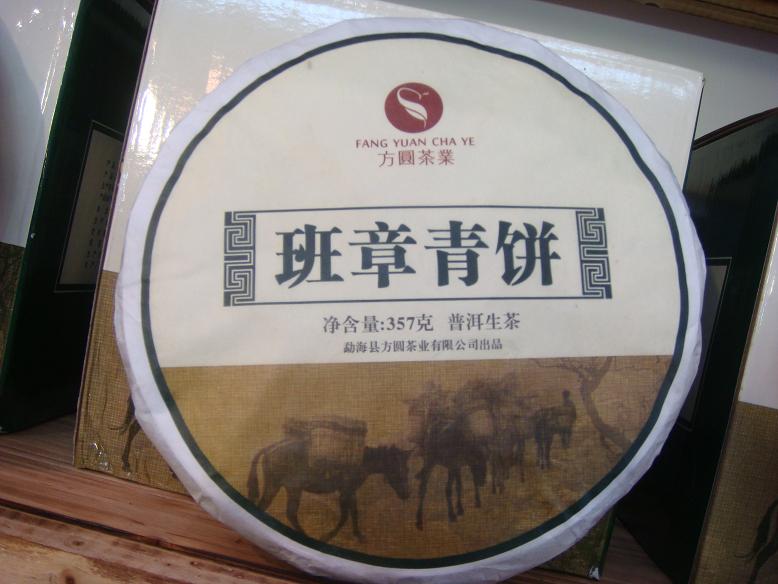 FANG YUAN CHA YE
方圓茶業
班章青饼
净含量:357克 普洱生茶
勐海县方圆茶业有限公司出品